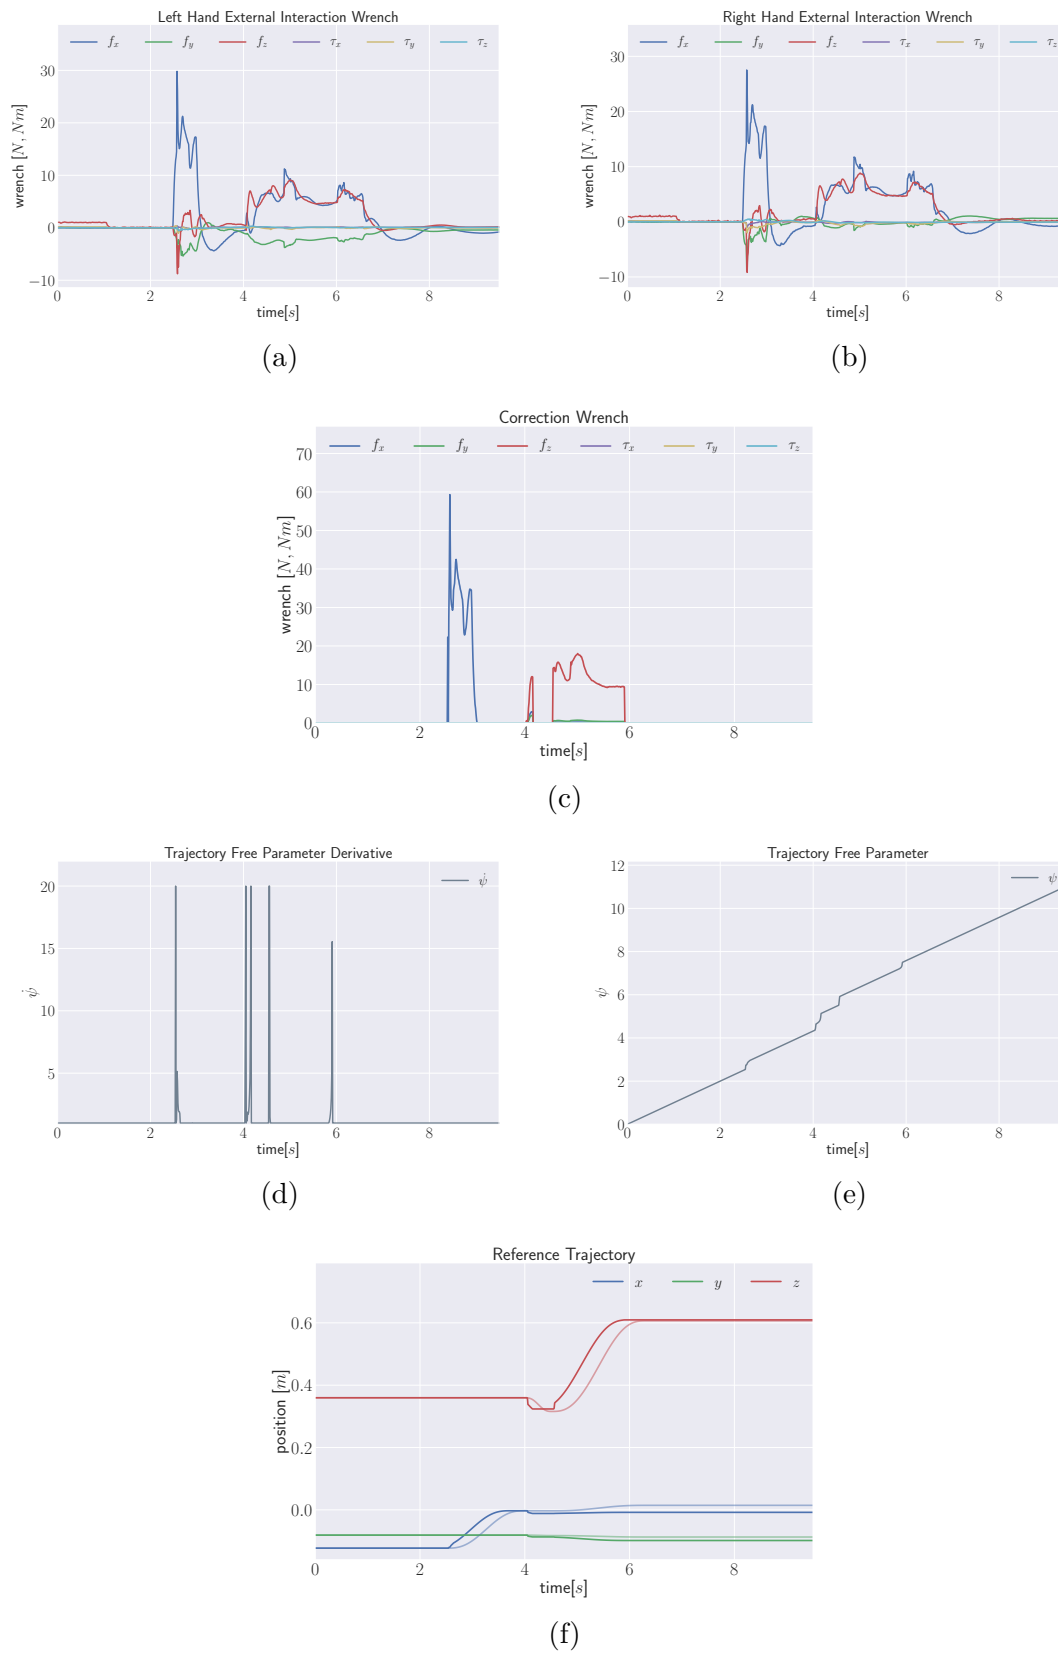 Left Hand External Interaction Wrench
f_x f_y f_z τ_x τ_y τ_z
wrench [N, Nm]
30
20
10
0
−10
0 2 4 6 8
time[s]
(a)
Right Hand External Interaction Wrench
f_x f_y f_z τ_x τ_y τ_z
wrench [N, Nm]
30
20
10
0
−10
0 2 4 6 8
time[s]
(b)
Correction Wrench
f_x f_y f_z τ_x τ_y τ_z
wrench [N, Nm]
70
60
50
40
30
20
10
0
0 2 4 6 8
time[s]
(c)
Trajectory Free Parameter Derivative
ψ̇
ψ̇
20
15
10
5
0 2 4 6 8
time[s]
(d)
Trajectory Free Parameter
ψ
ψ
12
10
8
6
4
2
0
0 2 4 6 8
time[s]
(e)
Reference Trajectory
x y z
position [m]
0.6
0.4
0.2
0.0
0 2 4 6 8
time[s]
(f)